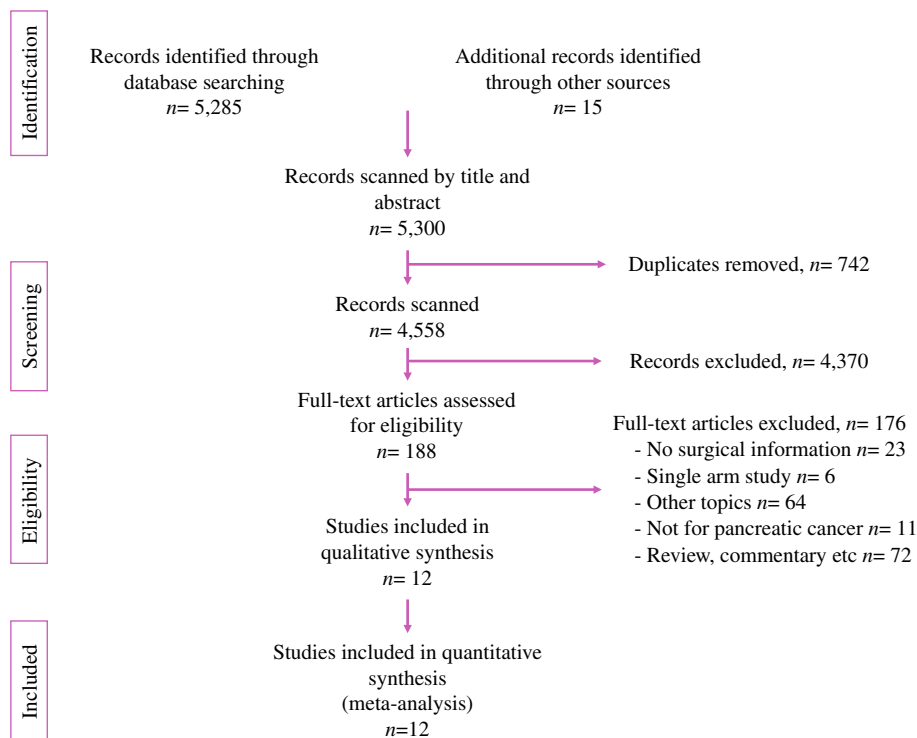 Identification
Records identified through
database searching
n= 5,285
Additional records identified
through other sources
n= 15
Records scanned by title and
abstract
n= 5,300
Screening
Duplicates removed, n= 742
Records scanned
n= 4,558
Records excluded, n= 4,370
Eligibility
Full-text articles assessed
for eligibility
n= 188
Full-text articles excluded, n= 176
- No surgical information n= 23
- Single arm study n= 6
- Other topics n= 64
- Not for pancreatic cancer n= 11
- Review, commentary etc n= 72
Studies included in
qualitative synthesis
n= 12
Included
Studies included in quantitative
synthesis
(meta-analysis)
n=12